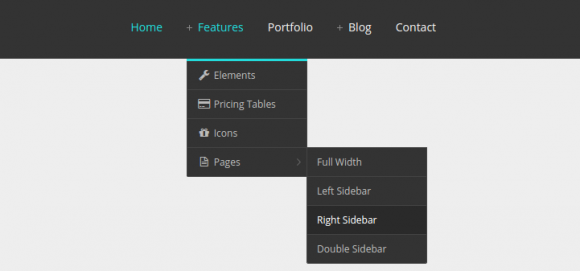 Home + Features Portfolio + Blog Contact
Elements
Pricing Tables
Icons
Pages
Full Width
Left Sidebar
Right Sidebar
Double Sidebar